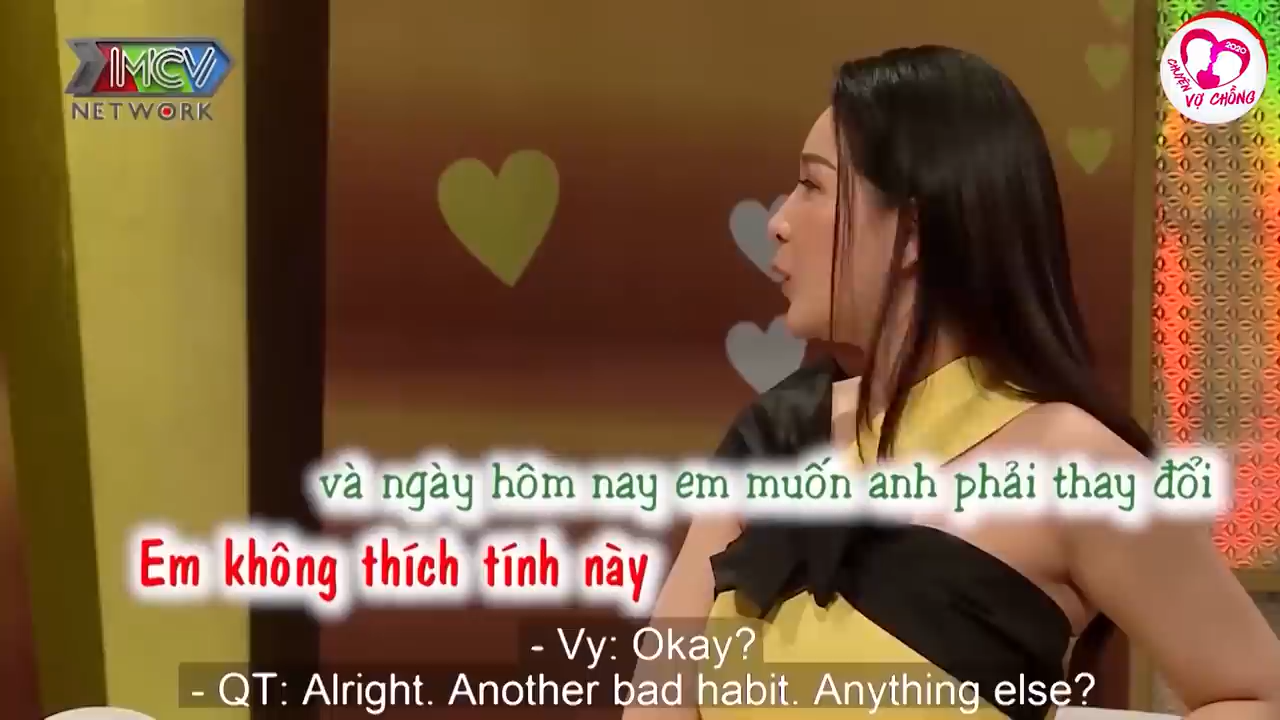 MCV
NETWORK
2020
CHUYỆN
VỢ CHỒNG
và ngày hôm nay em muốn anh phải thay đổi
Em không thích tính này
- Vy: Okay?
- QT: Alright. Another bad habit. Anything else?